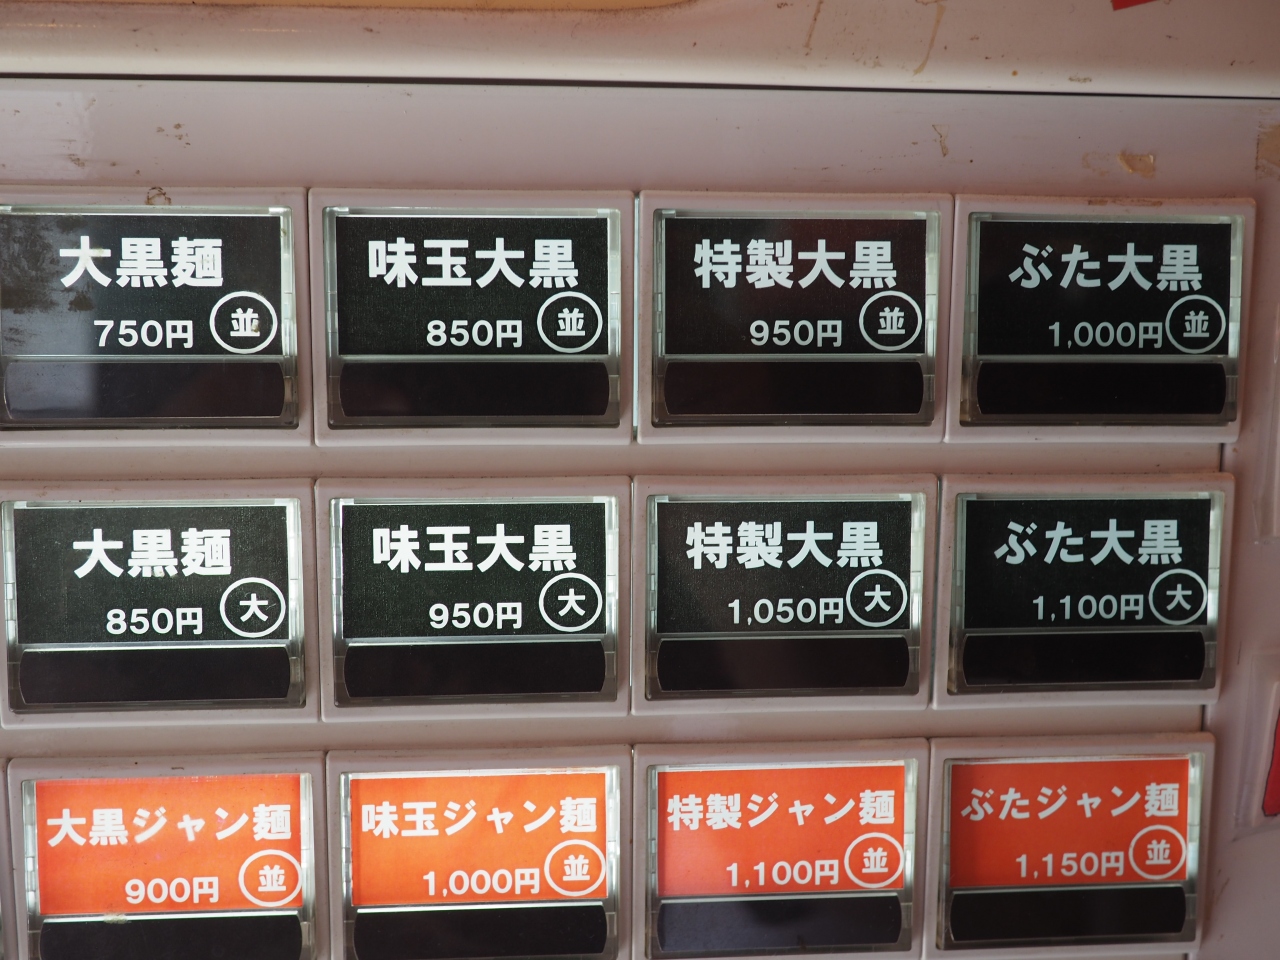 大黒麺
750円 並
味玉大黒
850円 並
特製大黒
950円 並
ぶた大黒
1,000円 並
大黒麺
850円 大
味玉大黒
950円 大
特製大黒
1,050円 大
ぶた大黒
1,100円 大
大黒ジャン麺
900円 並
味玉ジャン麺
1,000円 並
特製ジャン麺
1,100円 並
ぶたジャン麺
1,150円 並